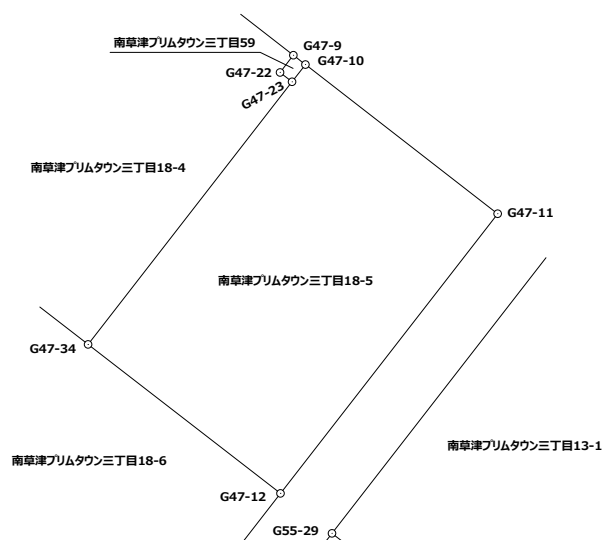 南草津プリムタウン三丁目59
G47-9
G47-10
G47-22
G47-23
南草津プリムタウン三丁目18-4
G47-11
南草津プリムタウン三丁目18-5
G47-34
南草津プリムタウン三丁目13-1
南草津プリムタウン三丁目18-6
G47-12
G55-29